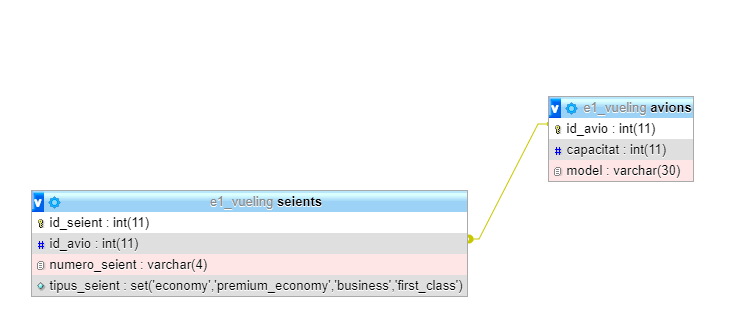 e1_vueling avions
id_avio : int(11)
capacitat : int(11)
model : varchar(30)
e1_vueling seients
id_seient : int(11)
id_avio : int(11)
numero_seient : varchar(4)
tipus_seient : set('economy','premium_economy','business','first_class')